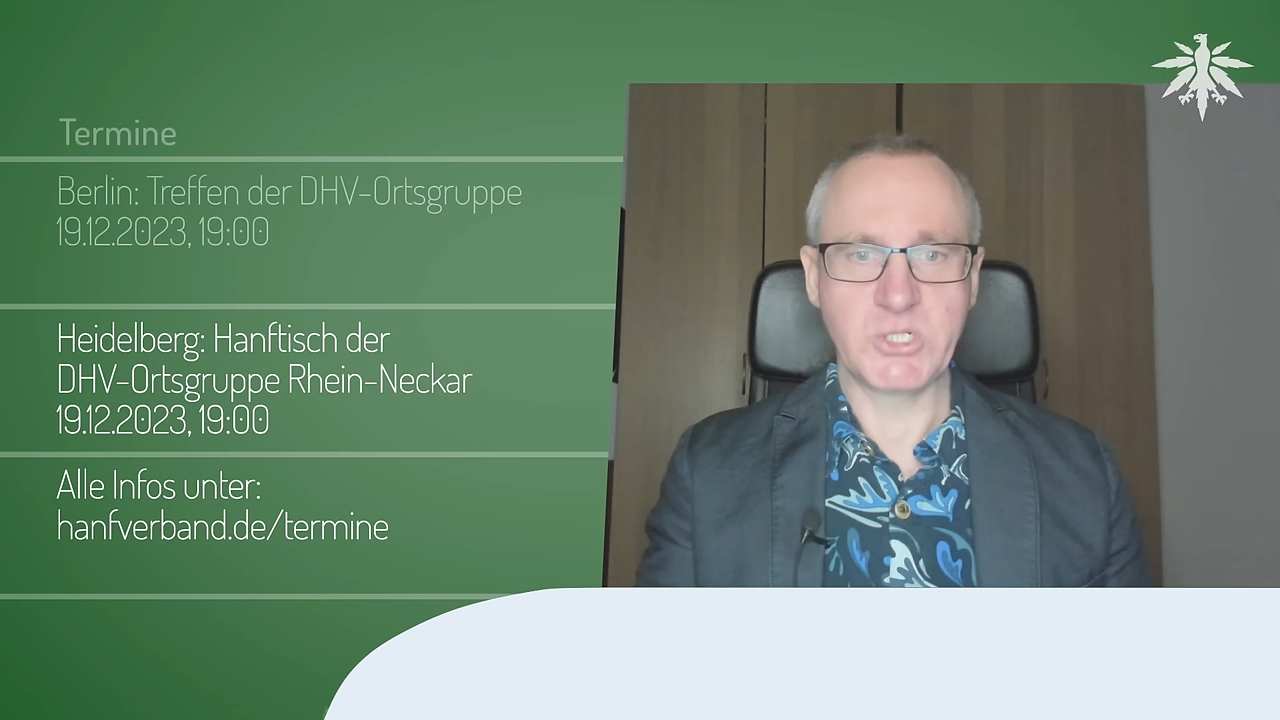 Termine
Berlin: Treffen der DHV-Ortsgruppe
19.12.2023, 19:00
Heidelberg: Hanftisch der
DHV-Ortsgruppe Rhein-Neckar
19.12.2023, 19:00
Alle Infos unter:
hanfverband.de/termine